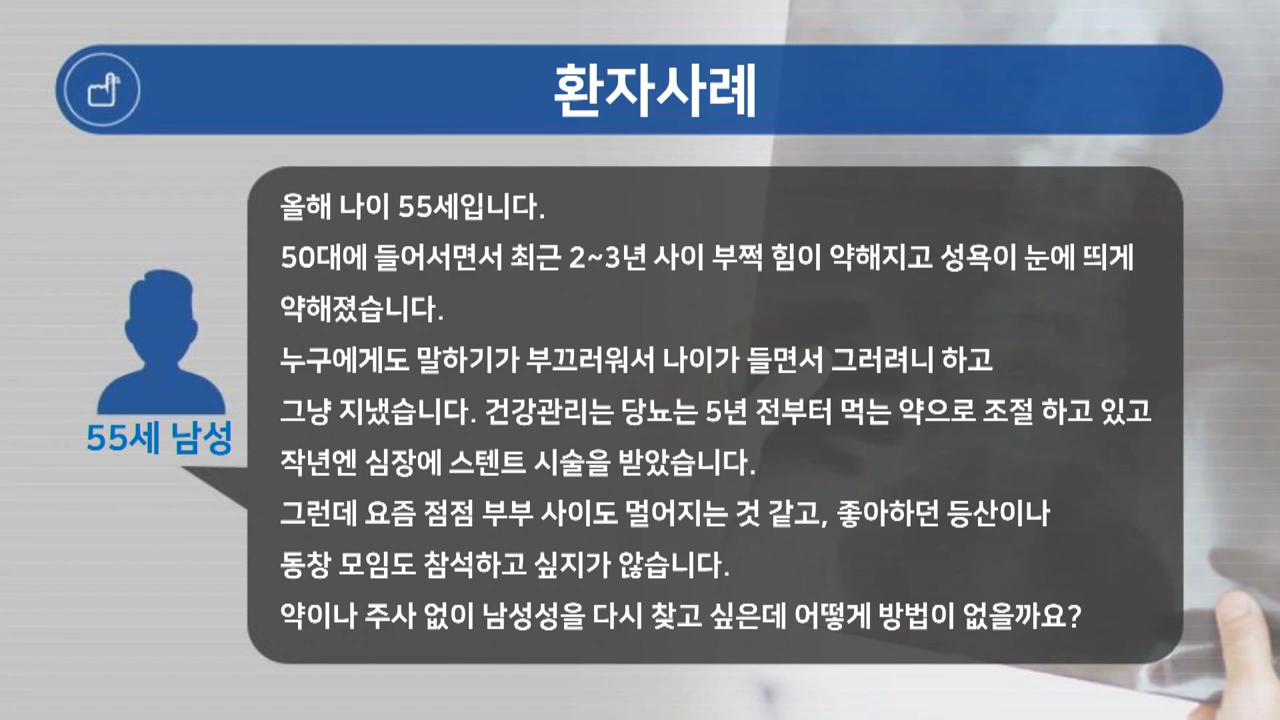 환자사례
올해 나이 55세입니다.
50대에 들어서면서 최근 2~3년 사이 부쩍 힘이 약해지고 성욕이 눈에 띄게
약해졌습니다.
누구에게도 말하기가 부끄러워서 나이가 들면서 그러려니 하고
그냥 지냈습니다. 건강관리는 당뇨는 5년 전부터 먹는 약으로 조절 하고 있고
작년엔 심장에 스텐트 시술을 받았습니다.
그런데 요즘 점점 부부 사이도 멀어지는 것 같고, 좋아하던 등산이나
동창 모임도 참석하고 싶지가 않습니다.
약이나 주사 없이 남성성을 다시 찾고 싶은데 어떻게 방법이 없을까요?
55세 남성